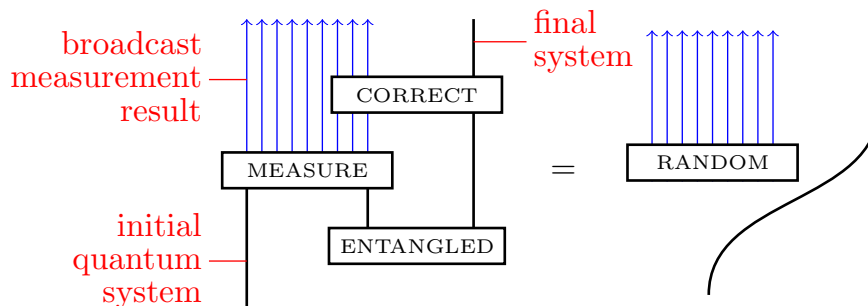 broadcast
measurement
result
final
system
CORRECT
MEASURE
=
RANDOM
initial
quantum
system
ENTANGLED